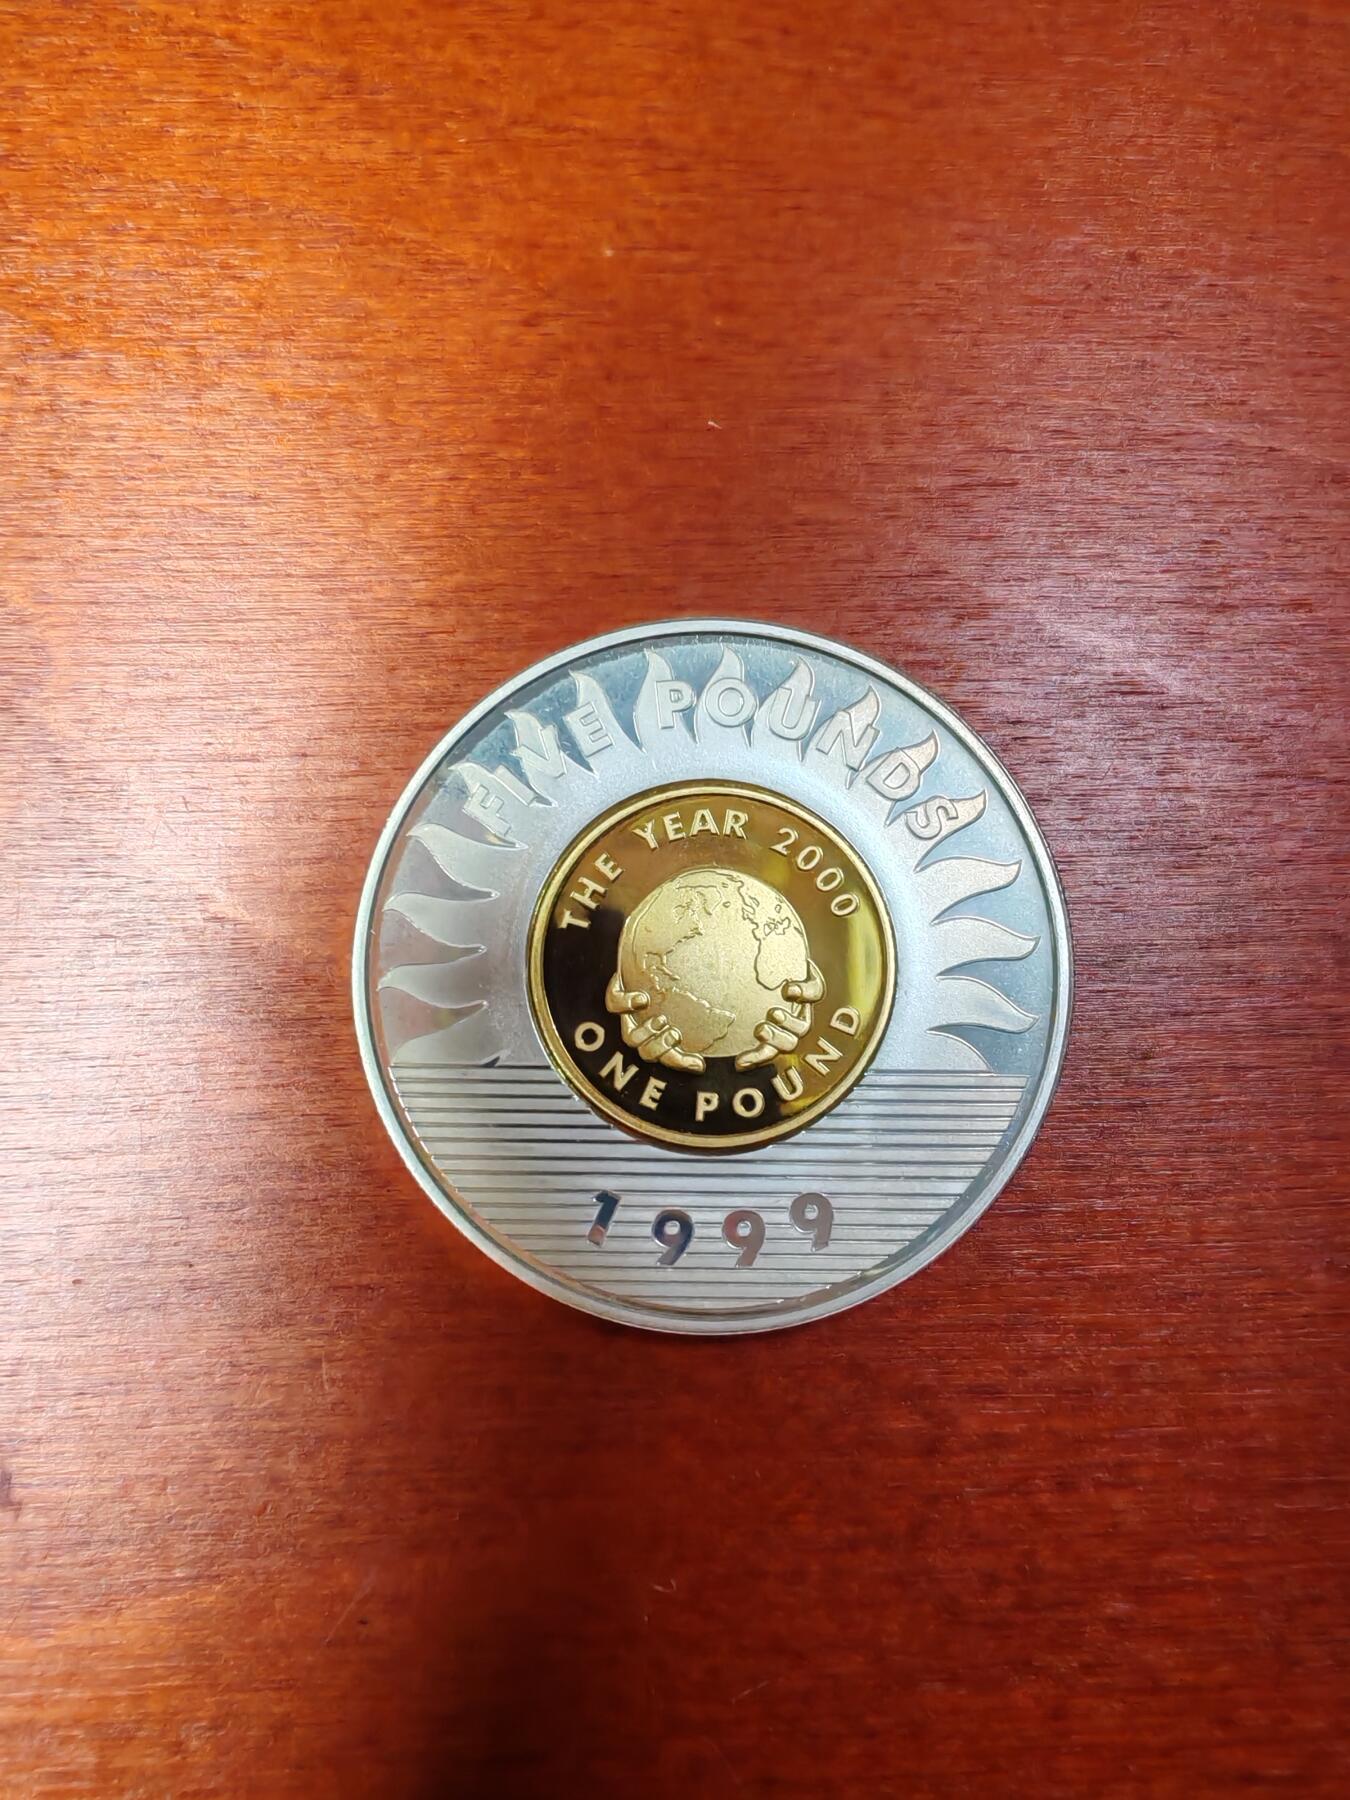 FIVE POUNDS
THE YEAR 2000
ONE POUND
1999